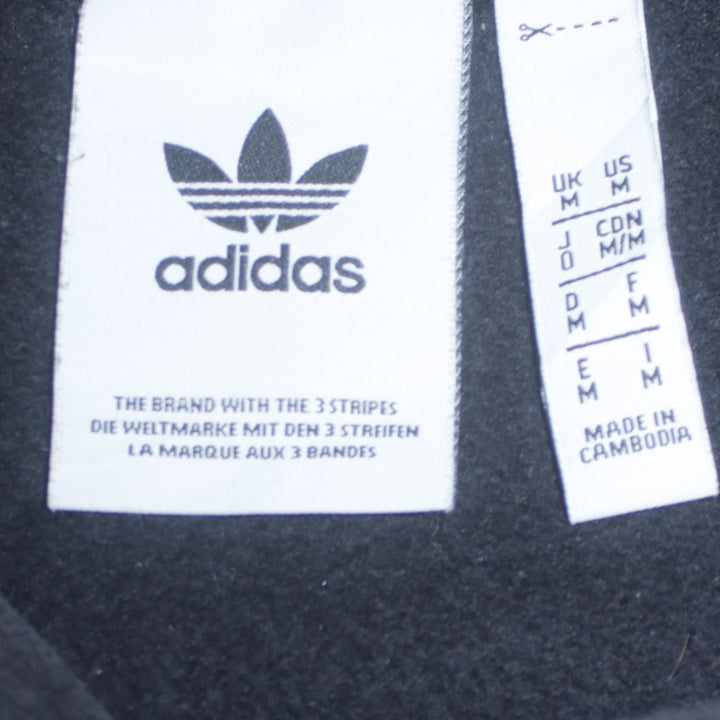 adidas
THE BRAND WITH THE 3 STRIPES
DIE WELTMARKE MIT DEN 3 STREIFEN
LA MARQUE AUX 3 BANDES
UK US
M M
J CDN
O M/M
D F
M M
E I
M M
MADE IN
CAMBODIA